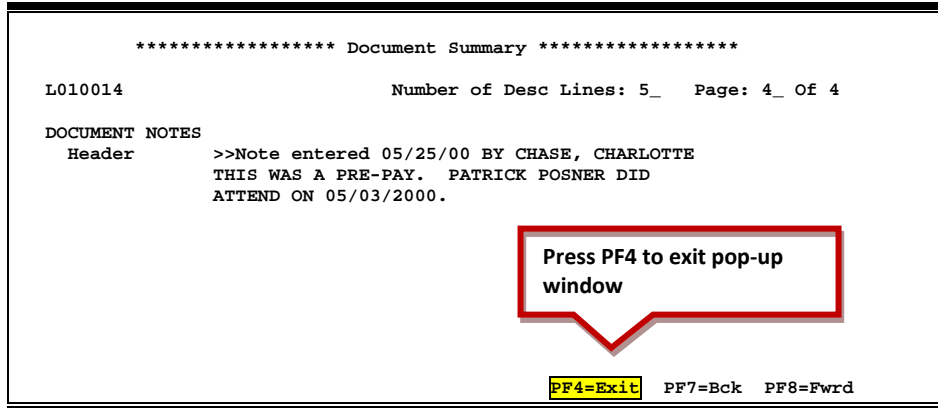 ****************** Document Summary ******************
L010014 Number of Desc Lines: 5_ Page: 4_ Of 4
DOCUMENT NOTES
Header >>Note entered 05/25/00 BY CHASE, CHARLOTTE
THIS WAS A PRE-PAY. PATRICK POSNER DID
ATTEND ON 05/03/2000.
Press PF4 to exit pop-up
window
PF4=Exit PF7=Bck PF8=Fwrd